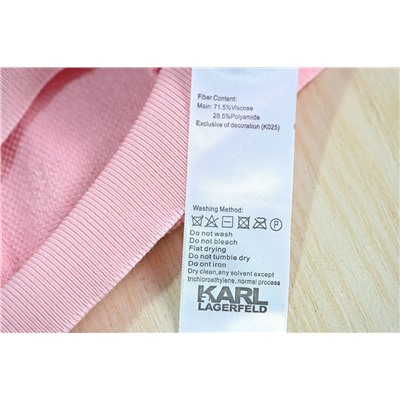 Fiber Content:
Main: 71.5%Viscose
28.5%Polyamide
Exclusive of decoration (K025)
Washing Method:
P
Do not wash
Do not bleach
Flat drying
Do not tumble dry
Do ont iron
Dry clean, any solvent except
trichloroethylene, normal process
KARL
LAGERFELD